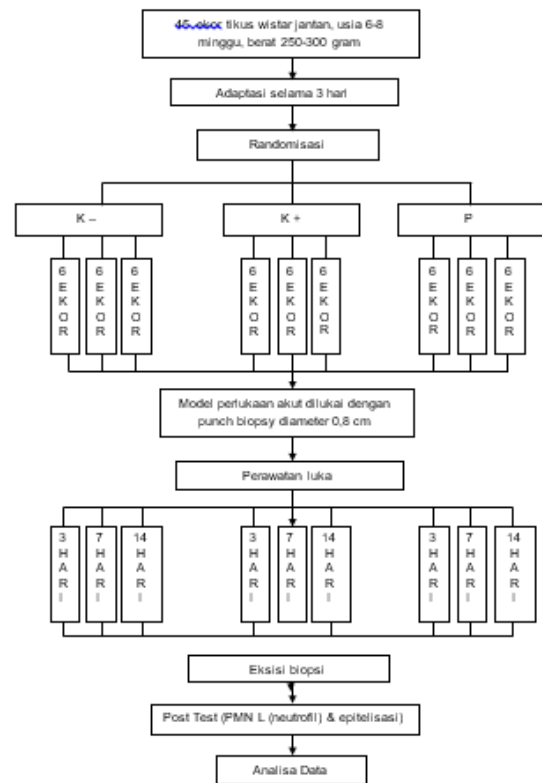 45 ekor tikus wistar jantan, usia 6-8
minggu, berat 250-300 gram
Adaptasi selama 3 hari
Randomisasi
K –
K +
P
6
E
K
O
R
6
E
K
O
R
6
E
K
O
R
6
E
K
O
R
6
E
K
O
R
6
E
K
O
R
6
E
K
O
R
6
E
K
O
R
6
E
K
O
R
Model perlukaan akut dilukai dengan
punch biopsy diameter 0,8 cm
Perawatan luka
3
H
A
R
I
7
H
A
R
I
14
H
A
R
I
3
H
A
R
I
7
H
A
R
I
14
H
A
R
I
3
H
A
R
I
7
H
A
R
I
14
H
A
R
I
Eksisi biopsi
Post Test (PMN L (neutrofil) & epitelisasi)
Analisa Data